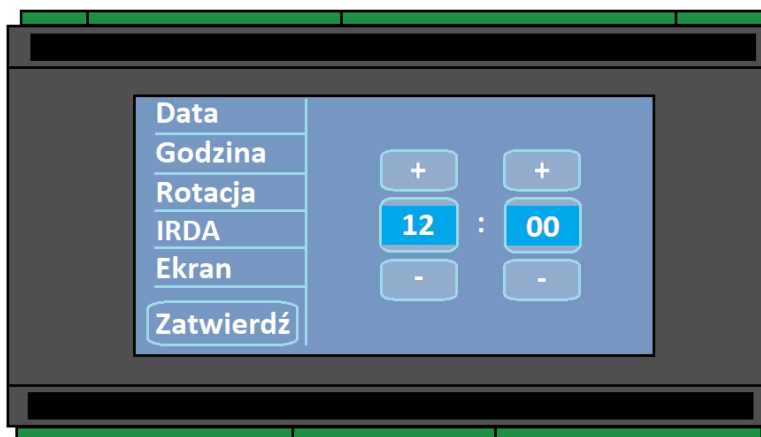 Data
Godzina
Rotacja
IRDA
Ekran
Zatwierdź
+ +
12 : 00
- -